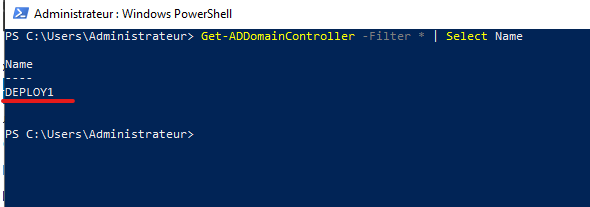 Administrateur : Windows PowerShell
PS C:\Users\Administrateur> Get-ADDomainController -Filter * | Select Name
Name
----
DEPLOY1
PS C:\Users\Administrateur>